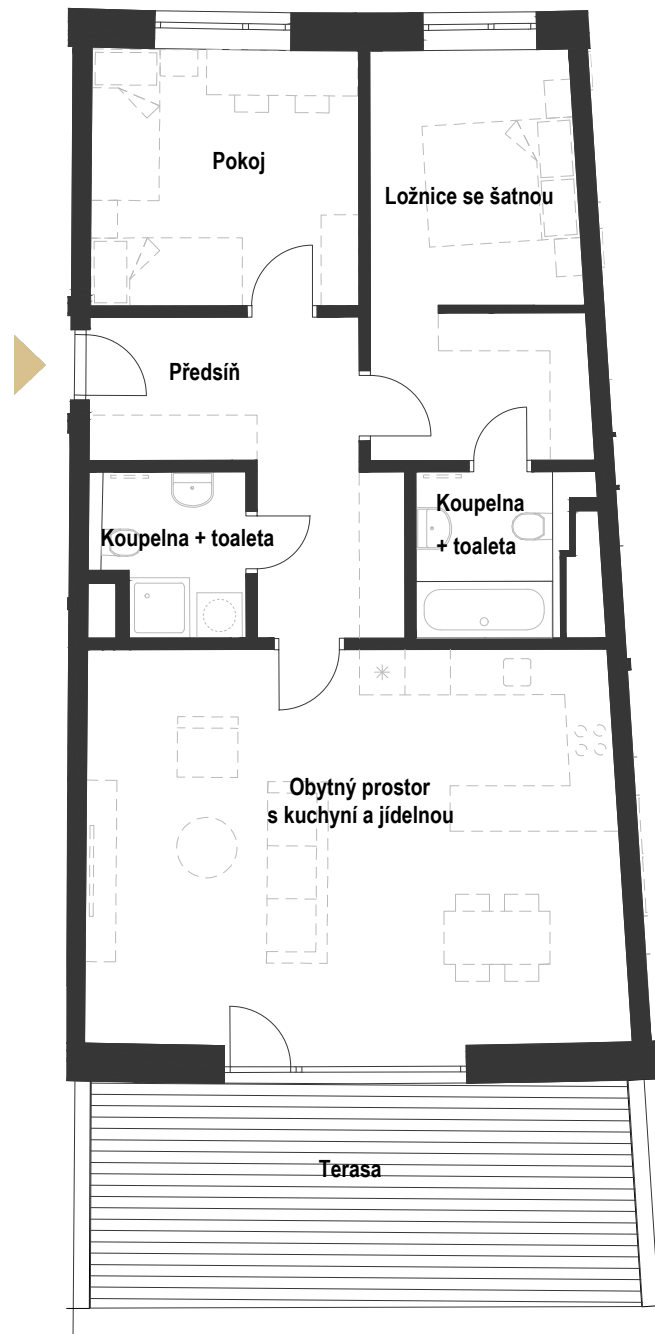 Pokoj
Ložnice se šatnou
Předsíň
Koupelna + toaleta
Koupelna
+ toaleta
Obytný prostor
s kuchyní a jídelnou
Terasa